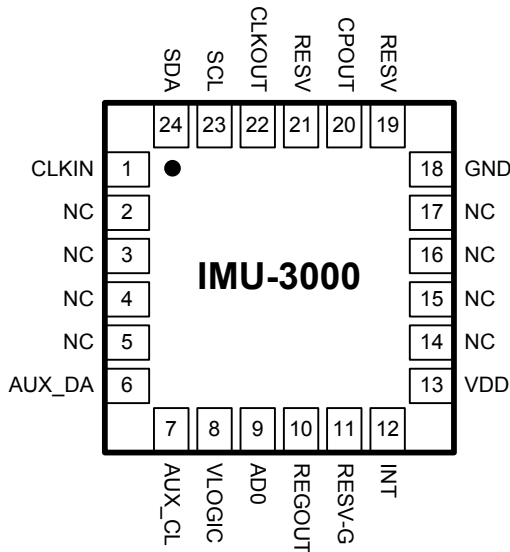 SDA
SCL
CLKOUT
RESV
CPOUT
RESV
24
23
22
21
20
19
CLKIN 1
18 GND
NC 2
17 NC
NC 3
16 NC
IMU-3000
NC 4
15 NC
NC 5
14 NC
AUX_DA 6
13 VDD
7
8
9
10
11
12
AUX_CL
VLOGIC
AD0
REGOUT
RESV-G
INT